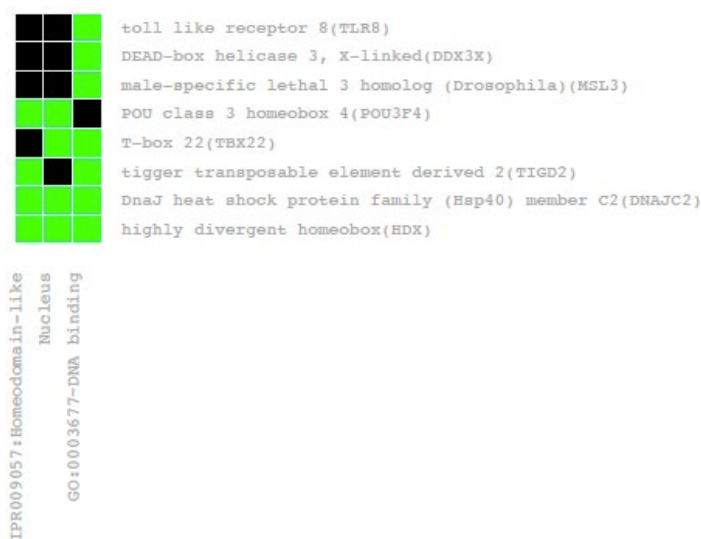 toll like receptor 8(TLR8)
DEAD-box helicase 3, X-linked(DDX3X)
male-specific lethal 3 homolog (Drosophila)(MSL3)
POU class 3 homeobox 4(POU3F4)
T-box 22(TBX22)
tigger transposable element derived 2(TIGD2)
DnaJ heat shock protein family (Hsp40) member C2(DNAJC2)
highly divergent homeobox(HDX)
IPR009057:Homeodomain-like
Nucleus
GO:0003677~DNA binding